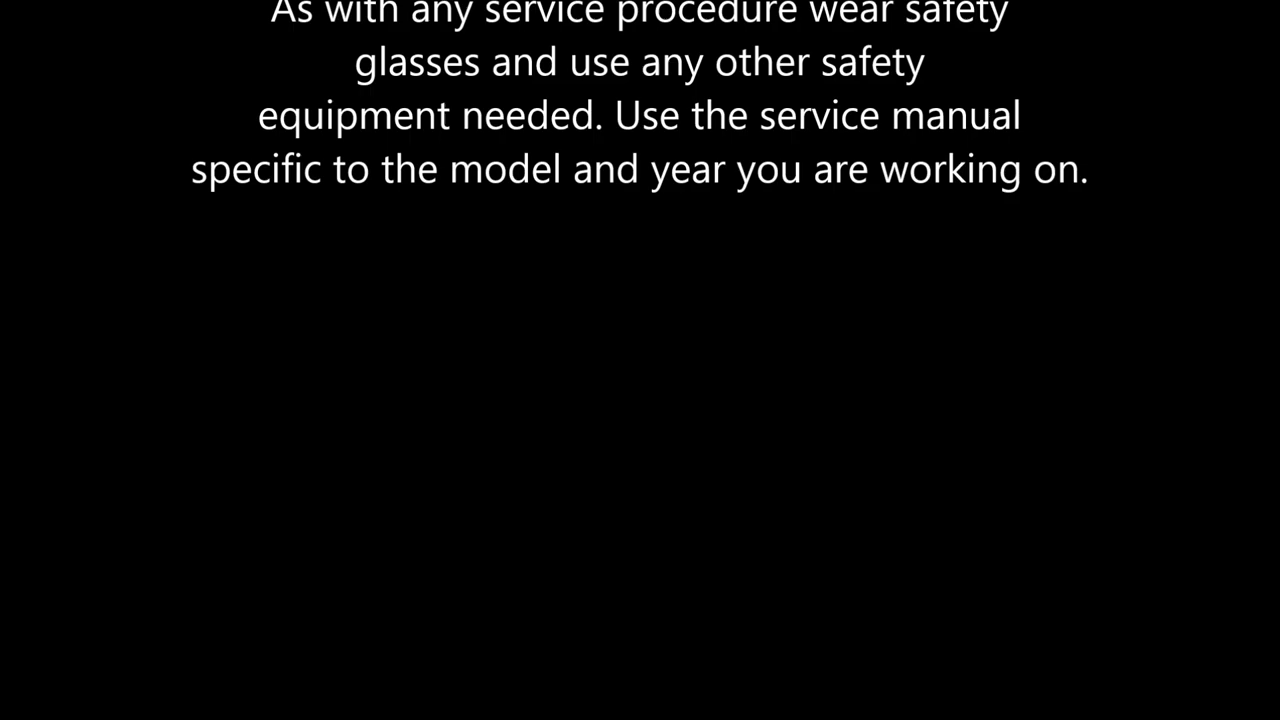 As with any service procedure wear safety
glasses and use any other safety
equipment needed. Use the service manual
specific to the model and year you are working on.